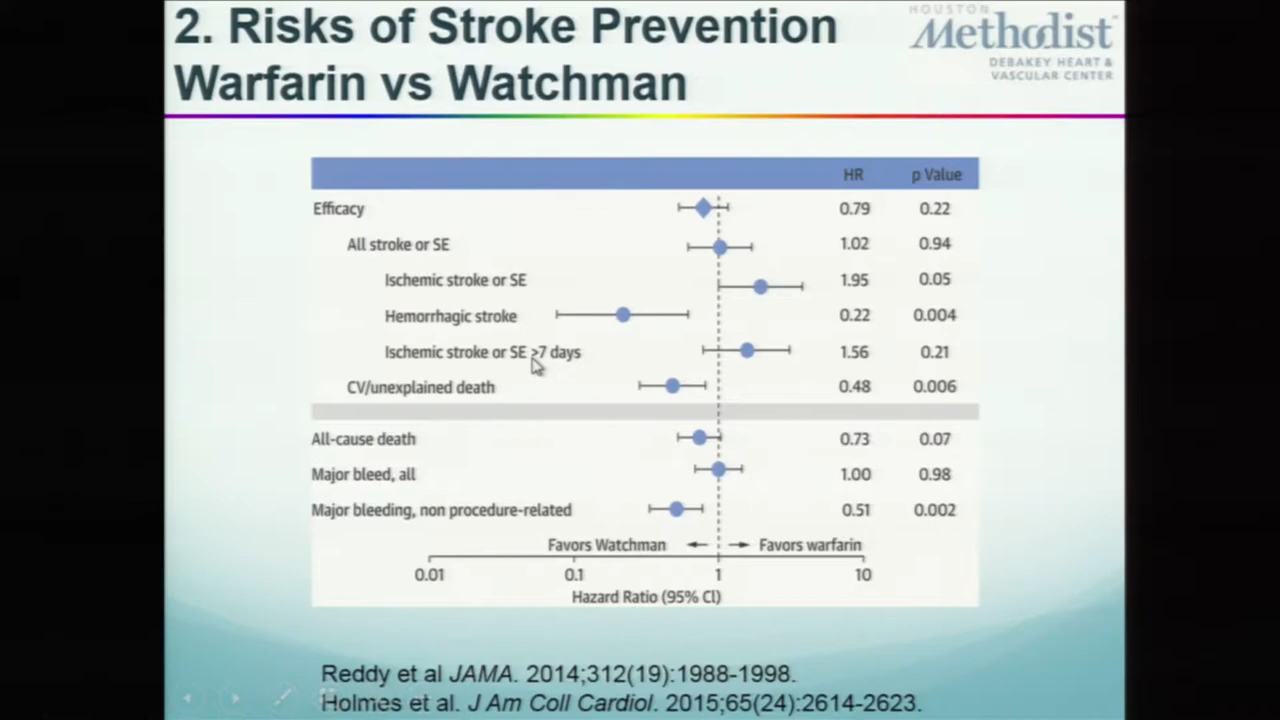 2. Risks of Stroke Prevention
Warfarin vs Watchman
HOUSTON
Methodist
DEBAKEY HEART &
VASCULAR CENTER
HR p Value
Efficacy 0.79 0.22
All stroke or SE 1.02 0.94
Ischemic stroke or SE 1.95 0.05
Hemorrhagic stroke 0.22 0.004
Ischemic stroke or SE >7 days 1.56 0.21
CV/unexplained death 0.48 0.006
All-cause death 0.73 0.07
Major bleed, all 1.00 0.98
Major bleeding, non procedure-related 0.51 0.002
Favors Watchman Favors warfarin
0.01 0.1 1 10
Hazard Ratio (95% CI)
Reddy et al JAMA. 2014;312(19):1988-1998.
Holmes et al. J Am Coll Cardiol. 2015;65(24):2614-2623.